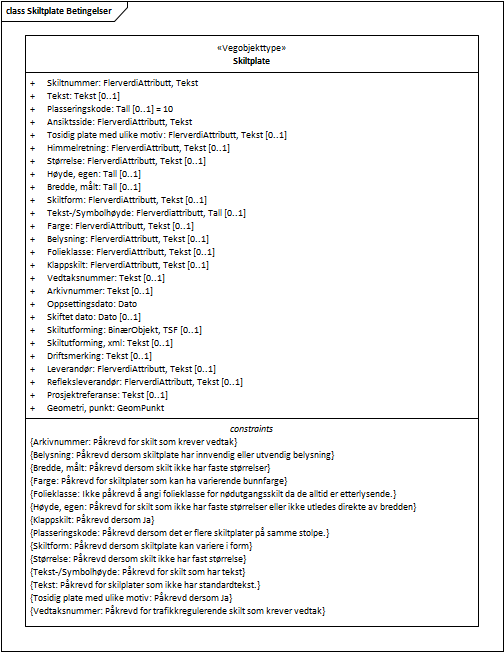 class Skiltplate Betingelser
«Vegobjekttype»
Skiltplate
+ Skiltnummer: FlerverdiAttributt, Tekst
+ Tekst: Tekst [0..1]
+ Plasseringskode: Tall [0..1] = 10
+ Ansiktsside: FlerverdiAttributt, Tekst
+ Tosidig plate med ulike motiv: FlerverdiAttributt, Tekst [0..1]
+ Himmelretning: FlerverdiAttributt, Tekst [0..1]
+ Størrelse: FlerverdiAttributt, Tekst [0..1]
+ Høyde, egen: Tall [0..1]
+ Bredde, målt: Tall [0..1]
+ Skiltform: FlerverdiAttributt, Tekst [0..1]
+ Tekst-/Symbolhøyde: Flerverdiattributt, Tall [0..1]
+ Farge: FlerverdiAttributt, Tekst [0..1]
+ Belysning: FlerverdiAttributt, Tekst [0..1]
+ Folieklasse: FlerverdiAttributt, Tekst [0..1]
+ Klappskilt: FlerverdiAttributt, Tekst [0..1]
+ Vedtaksnummer: Tekst [0..1]
+ Arkivnummer: Tekst [0..1]
+ Oppsettingsdato: Dato
+ Skiftet dato: Dato [0..1]
+ Skiltutforming: BinærObjekt, TSF [0..1]
+ Skiltutforming, xml: Tekst [0..1]
+ Driftsmerking: Tekst [0..1]
+ Leverandør: FlerverdiAttributt, Tekst [0..1]
+ Refleksleverandør: FlerverdiAttributt, Tekst [0..1]
+ Prosjektreferanse: Tekst [0..1]
+ Geometri, punkt: GeomPunkt
constraints
{Arkivnummer: Påkrevd for skilt som krever vedtak}
{Belysning: Påkrevd dersom skiltplate har innvendig eller utvendig belysning}
{Bredde, målt: Påkrevd dersom skilt ikke har faste størrelser}
{Farge: Påkrevd for skiltplater som kan ha varierende bunnfarge}
{Folieklasse: Ikke påkrevd å angi folieklasse for nødutgangsskilt da de alltid er etterlysende.}
{Høyde, egen: Påkrevd for skilt som ikke har faste størrelser eller ikke utledes direkte av bredden}
{Klappskilt: Påkrevd dersom Ja}
{Plasseringskode: Påkrevd dersom det er flere skiltplater på samme stolpe.}
{Skiltform: Påkrevd dersom skiltplate kan variere i form}
{Størrelse: Påkrevd dersom skilt ikke har fast størrelse}
{Tekst-/Symbolhøyde: Påkrevd for skilt som har tekst}
{Tekst: Påkrevd for skilplater som ikke har standardtekst.}
{Tosidig plate med ulike motiv: Påkrevd dersom Ja}
{Vedtaksnummer: Påkrevd for trafikkregulerende skilt som krever vedtak}